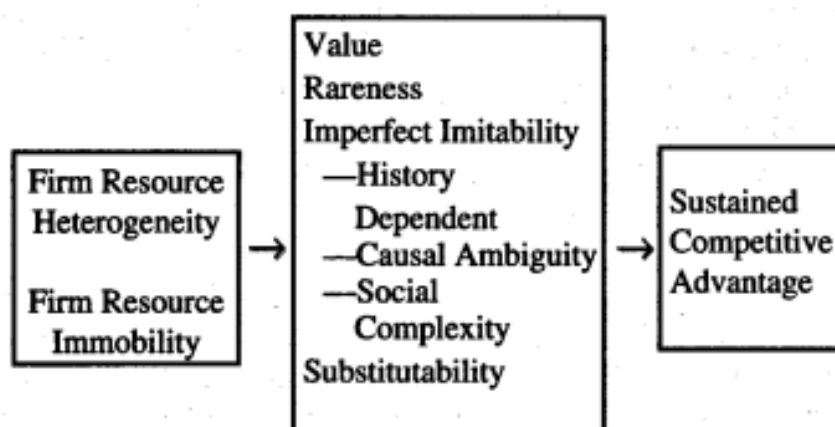 Firm Resource
Heterogeneity
Firm Resource
Immobility
Value
Rareness
Imperfect Imitability
—History
Dependent
—Causal Ambiguity
—Social
Complexity
Substitutability
Sustained
Competitive
Advantage